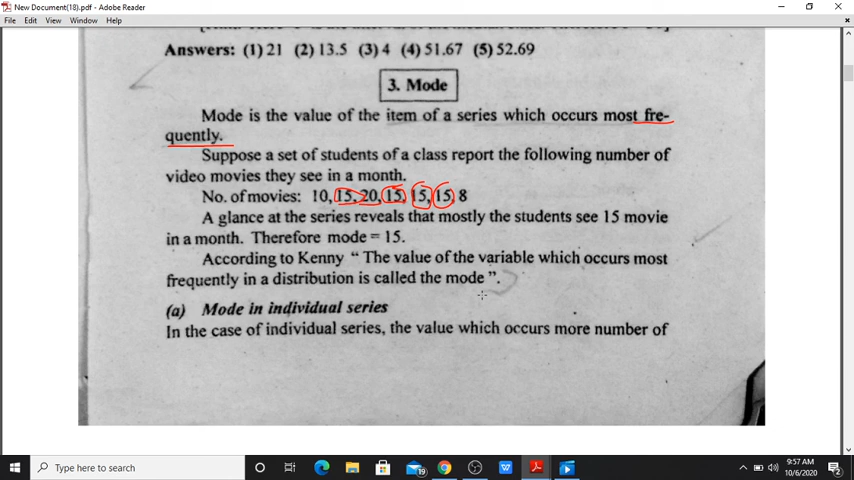 New Document(18).pdf - Adobe Reader
File Edit View Window Help
Answers: (1) 21 (2) 13.5 (3) 4 (4) 51.67 (5) 52.69
3. Mode
Mode is the value of the item of a series which occurs most fre-
quently.
Suppose a set of students of a class report the following number of
video movies they see in a month.
No. of movies: 10, 15, 20, 15, 15, 15, 8
A glance at the series reveals that mostly the students see 15 movie
in a month. Therefore mode = 15.
According to Kenny “ The value of the variable which occurs most
frequently in a distribution is called the mode ”.
(a) Mode in individual series
In the case of individual series, the value which occurs more number of
Type here to search
19
9:57 AM
10/6/2020
2